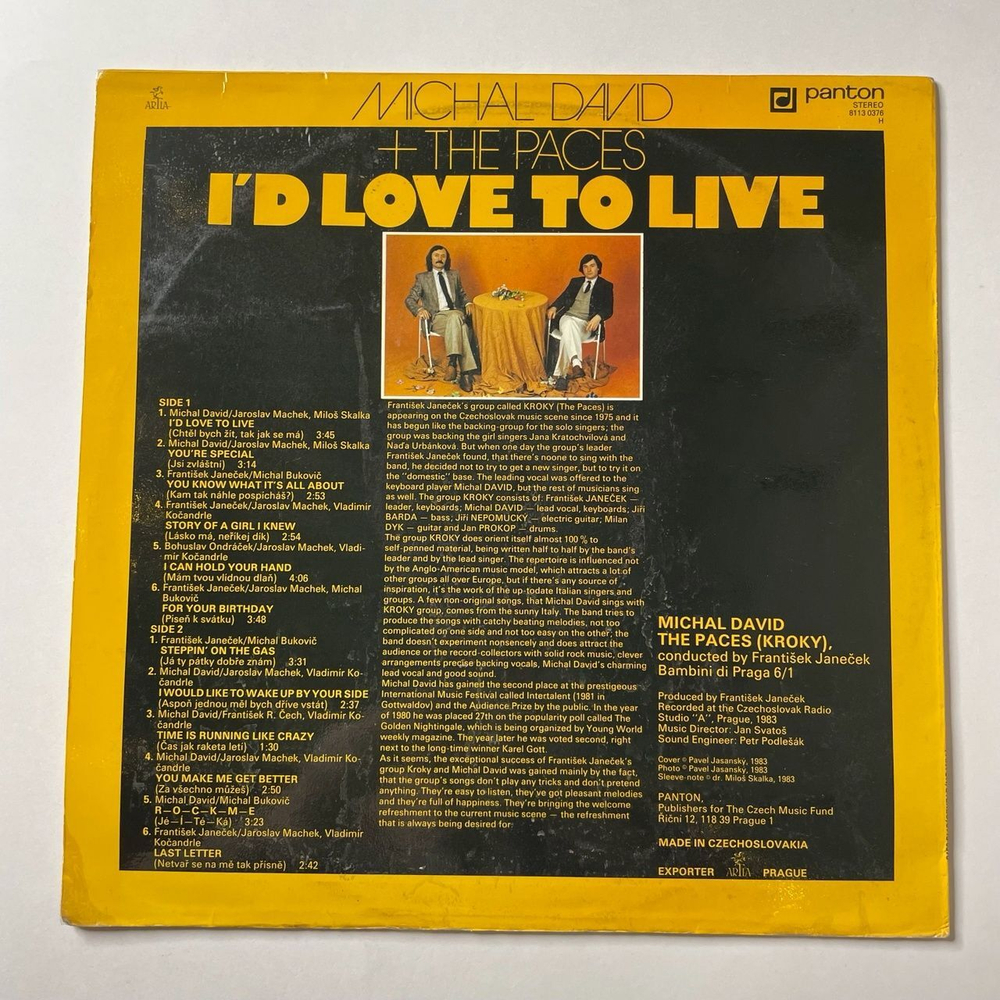 ARTIA
MICHAL DAVID
panton
STEREO
8113 0376
H
+ THE PACES
I'D LOVE TO LIVE
SIDE 1
1. Michal David/Jaroslav Machek, Miloš Skalka
I'D LOVE TO LIVE
(Chtěl bych žít, tak jak se má) 3:45
2. Michal David/Jaroslav Machek, Miloš Skalka
YOU'RE SPECIAL
(Jsi zvláštní) 3:14
3. František Janeček/Michal Bukovič
YOU KNOW WHAT IT'S ALL ABOUT
(Kam tak náhle pospícháš?) 2:53
4. František Janeček/Jaroslav Machek, Vladimír
Kočandrle
STORY OF A GIRL I KNEW
(Lásko má, neříkej dík) 2:54
5. Bohuslav Ondráček/Jaroslav Machek, Vladi-
mír Kočandrle
I CAN HOLD YOUR HAND
(Mám tvou vlídnou dlaň) 4:06
6. František Janeček/Jaroslav Machek, Michal
Bukovič
FOR YOUR BIRTHDAY
(Píseň k svátku) 3:48
SIDE 2
1. František Janeček/Michal Bukovič
STEPPIN' ON THE GAS
(Já ty pátky dobře znám) 3:31
2. Michal David/Jaroslav Machek, Vladimír Ko-
čandrle
I WOULD LIKE TO WAKE UP BY YOUR SIDE
(Aspoň jednou měl bych dříve vstát) 2:37
3. Michal David/František R. Čech, Vladimír Ko-
čandrle
TIME IS RUNNING LIKE CRAZY
(Čas jak raketa letí) 1:30
4. Michal David/Jaroslav Machek, Vladimír Ko-
čandrle
YOU MAKE ME GET BETTER
(Za všechno můžeš) 2:50
5. Michal David/Michal Bukovič
R—O—C—K—M—E
(Jé—Í—Té—Ká) 3:23
6. František Janeček/Jaroslav Machek, Vladimír
Kočandrle
LAST LETTER
(Netvař se na mě tak přísně) 2:42
František Janeček's group called KROKY (The Paces) is
appearing on the Czechoslovak music scene since 1975 and it
has begun like the backing-group for the solo singers; the
group was backing the girl singers Jana Kratochvílová and
Naďa Urbánková. But when one day the group's leader
František Janeček found, that there's noone to sing with the
band, he decided not to try to get a new singer, but to try it on
the "domestic" base. The leading vocal was offered to the
keyboard player Michal DAVID, but the rest of musicians sing
as well. The group KROKY consists of: František JANEČEK —
leader, keyboards; Michal DAVID — lead vocal, keyboards; Jiří
BARDA — bass; Jiří NEPOMUCKÝ — electric guitar; Milan
DYK — guitar and Jan PROKOP — drums.
The group KROKY does orient itself almost 100 % to
self-penned material, being written half to half by the band's
leader and by the lead singer. The repertoire is influenced not
by the Anglo-American music model, which attracts a lot of
other groups all over Europe, but if there's any source of
inspiration, it's the work of the up-todate Italian singers and
groups. A few non-original songs, that Michal David sings with
KROKY group, comes from the sunny Italy. The band tries to
produce the songs with catchy beating melodies, not too
complicated on one side and not too easy on the other; the
band doesn't experiment nonsencely and does attract the
audience or the record-collectors with solid rock music, clever
arrangements precise backing vocals, Michal David's charming
lead vocal and good sound.
Michal David has gained the second place at the prestigeous
International Music Festival called Intertalent (1981 in
Gottwaldov) and the Audience Prize by the public. In the year
of 1980 he was placed 27th on the popularity poll called The
Golden Nightingale, which is being organized by Young World
weekly magazine. The year later he was voted second, right
next to the long-time winner Karel Gott.
As it seems, the exceptional success of František Janeček's
group Kroky and Michal David was gained mainly by the fact,
that the group's songs don't play any tricks and don't pretend
anything. They're easy to listen, they've got pleasant melodies
and they're full of happiness. They're bringing the welcome
refreshment to the current music scene — the refreshment
that is always being desired for.
MICHAL DAVID
THE PACES (KROKY),
conducted by František Janeček
Bambini di Praga 6/1
Produced by František Janeček
Recorded at the Czechoslovak Radio
Studio "A", Prague, 1983
Music Director: Jan Svatoš
Sound Engineer: Petr Podlešák
Cover © Pavel Jasanský, 1983
Photo © Pavel Jasanský, 1983
Sleeve-note © dr. Miloš Skalka, 1983
PANTON,
Publishers for The Czech Music Fund
Říční 12, 118 39 Prague 1
MADE IN CZECHOSLOVAKIA
EXPORTER ARTIA PRAGUE